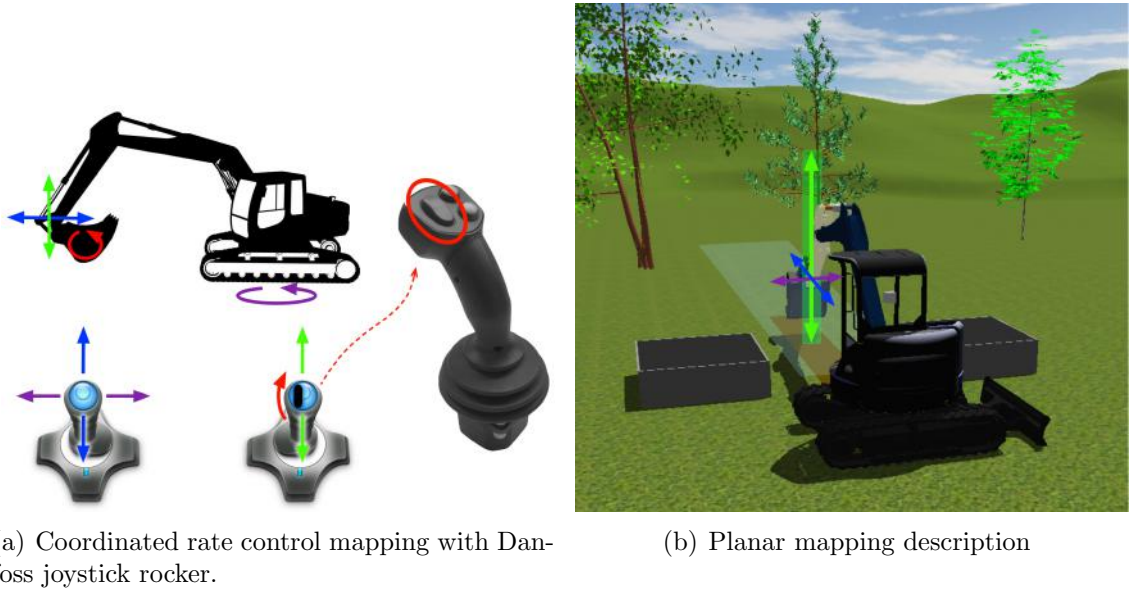 a) Coordinated rate control mapping with Dan-
foss joystick rocker.
(b) Planar mapping description